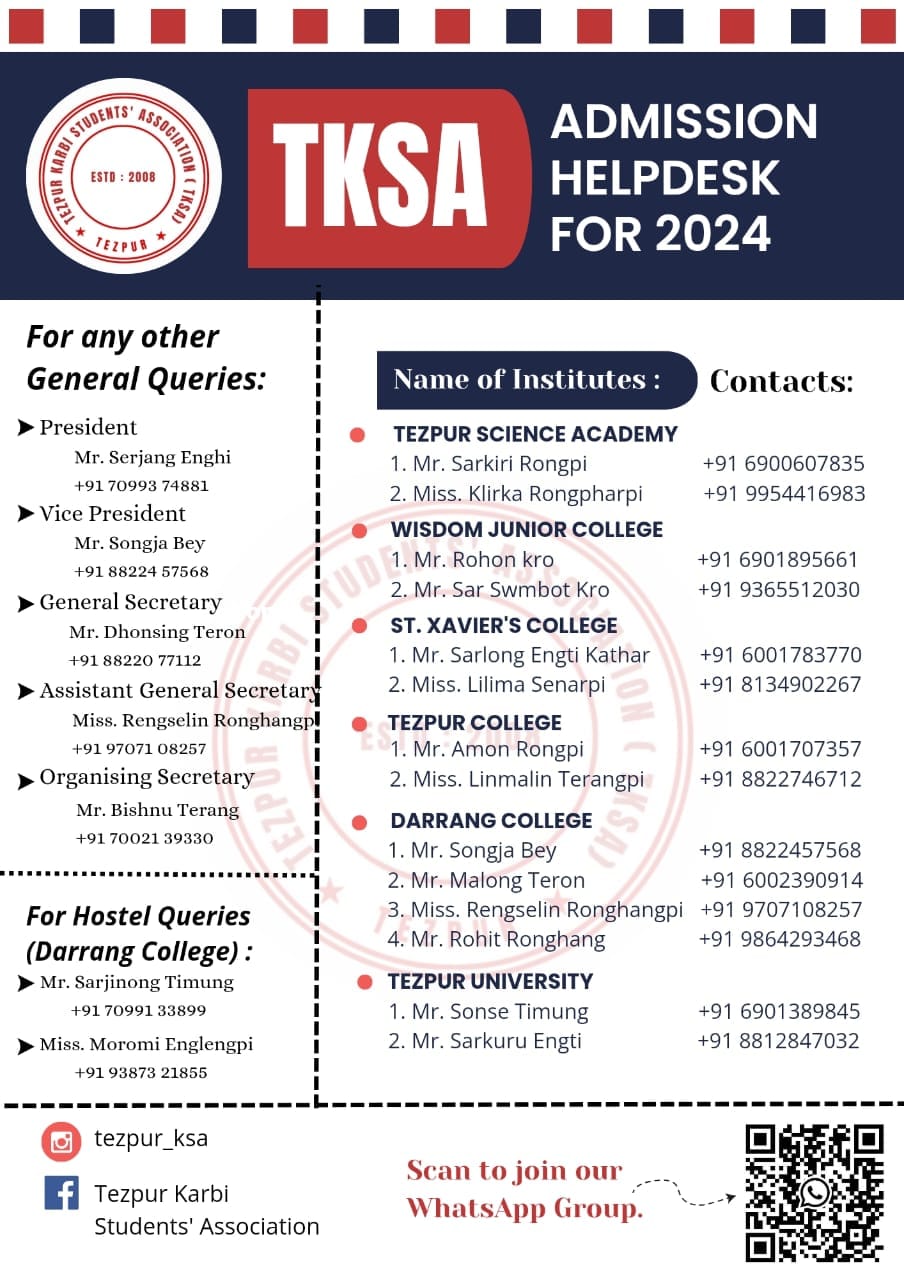 TEZPUR KARBI STUDENTS' ASSOCIATION ( TKSA)
ESTD : 2008
★ TEZPUR ★
TKSA
ADMISSION
HELPDESK
FOR 2024
For any other
General Queries:
➤ President
Mr. Serjang Enghi
+91 70993 74881
➤ Vice President
Mr. Songja Bey
+91 88224 57568
➤ General Secretary
Mr. Dhonsing Teron
+91 88220 77112
➤ Assistant General Secretary
Miss. Rengselin Ronghangpi
+91 97071 08257
➤ Organising Secretary
Mr. Bishnu Terang
+91 70021 39330
For Hostel Queries
(Darrang College) :
➤ Mr. Sarjinong Timung
+91 70991 33899
➤ Miss. Moromi Englengpi
+91 93873 21855
Name of Institutes : Contacts:
TEZPUR SCIENCE ACADEMY
1. Mr. Sarkiri Rongpi +91 6900607835
2. Miss. Klirka Rongpharpi +91 9954416983
WISDOM JUNIOR COLLEGE
1. Mr. Rohon kro +91 6901895661
2. Mr. Sar Swmbot Kro +91 9365512030
ST. XAVIER'S COLLEGE
1. Mr. Sarlong Engti Kathar +91 6001783770
2. Miss. Lilima Senarpi +91 8134902267
TEZPUR COLLEGE
1. Mr. Amon Rongpi +91 6001707357
2. Miss. Linmalin Terangpi +91 8822746712
DARRANG COLLEGE
1. Mr. Songja Bey +91 8822457568
2. Mr. Malong Teron +91 6002390914
3. Miss. Rengselin Ronghangpi +91 9707108257
4. Mr. Rohit Ronghang +91 9864293468
TEZPUR UNIVERSITY
1. Mr. Sonse Timung +91 6901389845
2. Mr. Sarkuru Engti +91 8812847032
TEZPUR KARBI STUDENTS' ASSOCIATION ( TKSA)
ESTD : 2008
★ TEZPUR ★
tezpur_ksa
Tezpur Karbi
Students' Association
Scan to join our
WhatsApp Group.